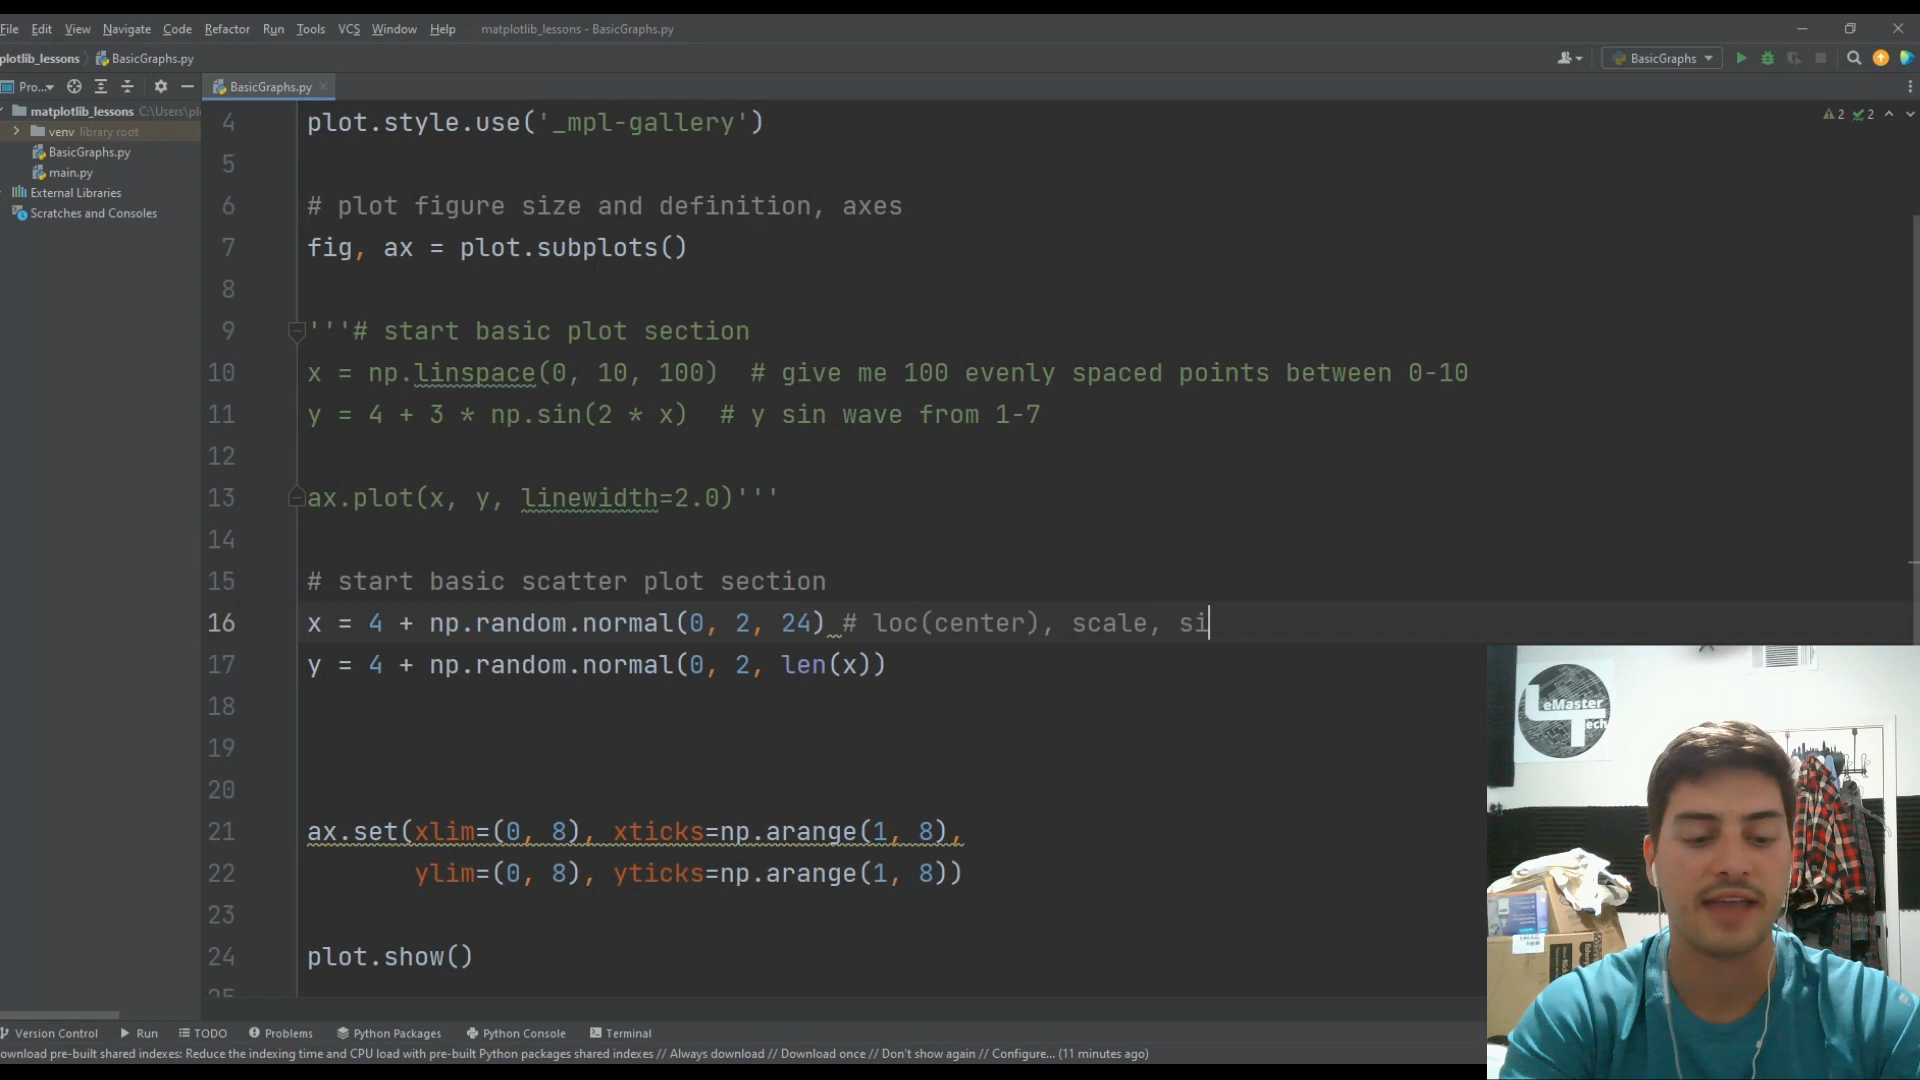 File Edit View Navigate Code Refactor Run Tools VCS Window Help matplotlib_lessons - BasicGraphs.py
plotlib_lessons BasicGraphs.py BasicGraphs
Pro... BasicGraphs.py
matplotlib_lessons C:\Users\pl
venv library root
BasicGraphs.py
main.py
External Libraries
Scratches and Consoles
2 2
4 plot.style.use('_mpl-gallery')
5
6 # plot figure size and definition, axes
7 fig, ax = plot.subplots()
8
9 '''# start basic plot section
10 x = np.linspace(0, 10, 100)  # give me 100 evenly spaced points between 0-10
11 y = 4 + 3 * np.sin(2 * x)  # y sin wave from 1-7
12
13 ax.plot(x, y, linewidth=2.0)'''
14
15 # start basic scatter plot section
16 x = 4 + np.random.normal(0, 2, 24) # loc(center), scale, si
17 y = 4 + np.random.normal(0, 2, len(x))
18
19
20
21 ax.set(xlim=(0, 8), xticks=np.arange(1, 8),
22 ylim=(0, 8), yticks=np.arange(1, 8))
23
24 plot.show()
25
LeMaster
Tech
Version Control Run TODO Problems Python Packages Python Console Terminal
ownload pre-built shared indexes: Reduce the indexing time and CPU load with pre-built Python packages shared indexes // Always download // Download once // Don't show again // Configure... (11 minutes ago)